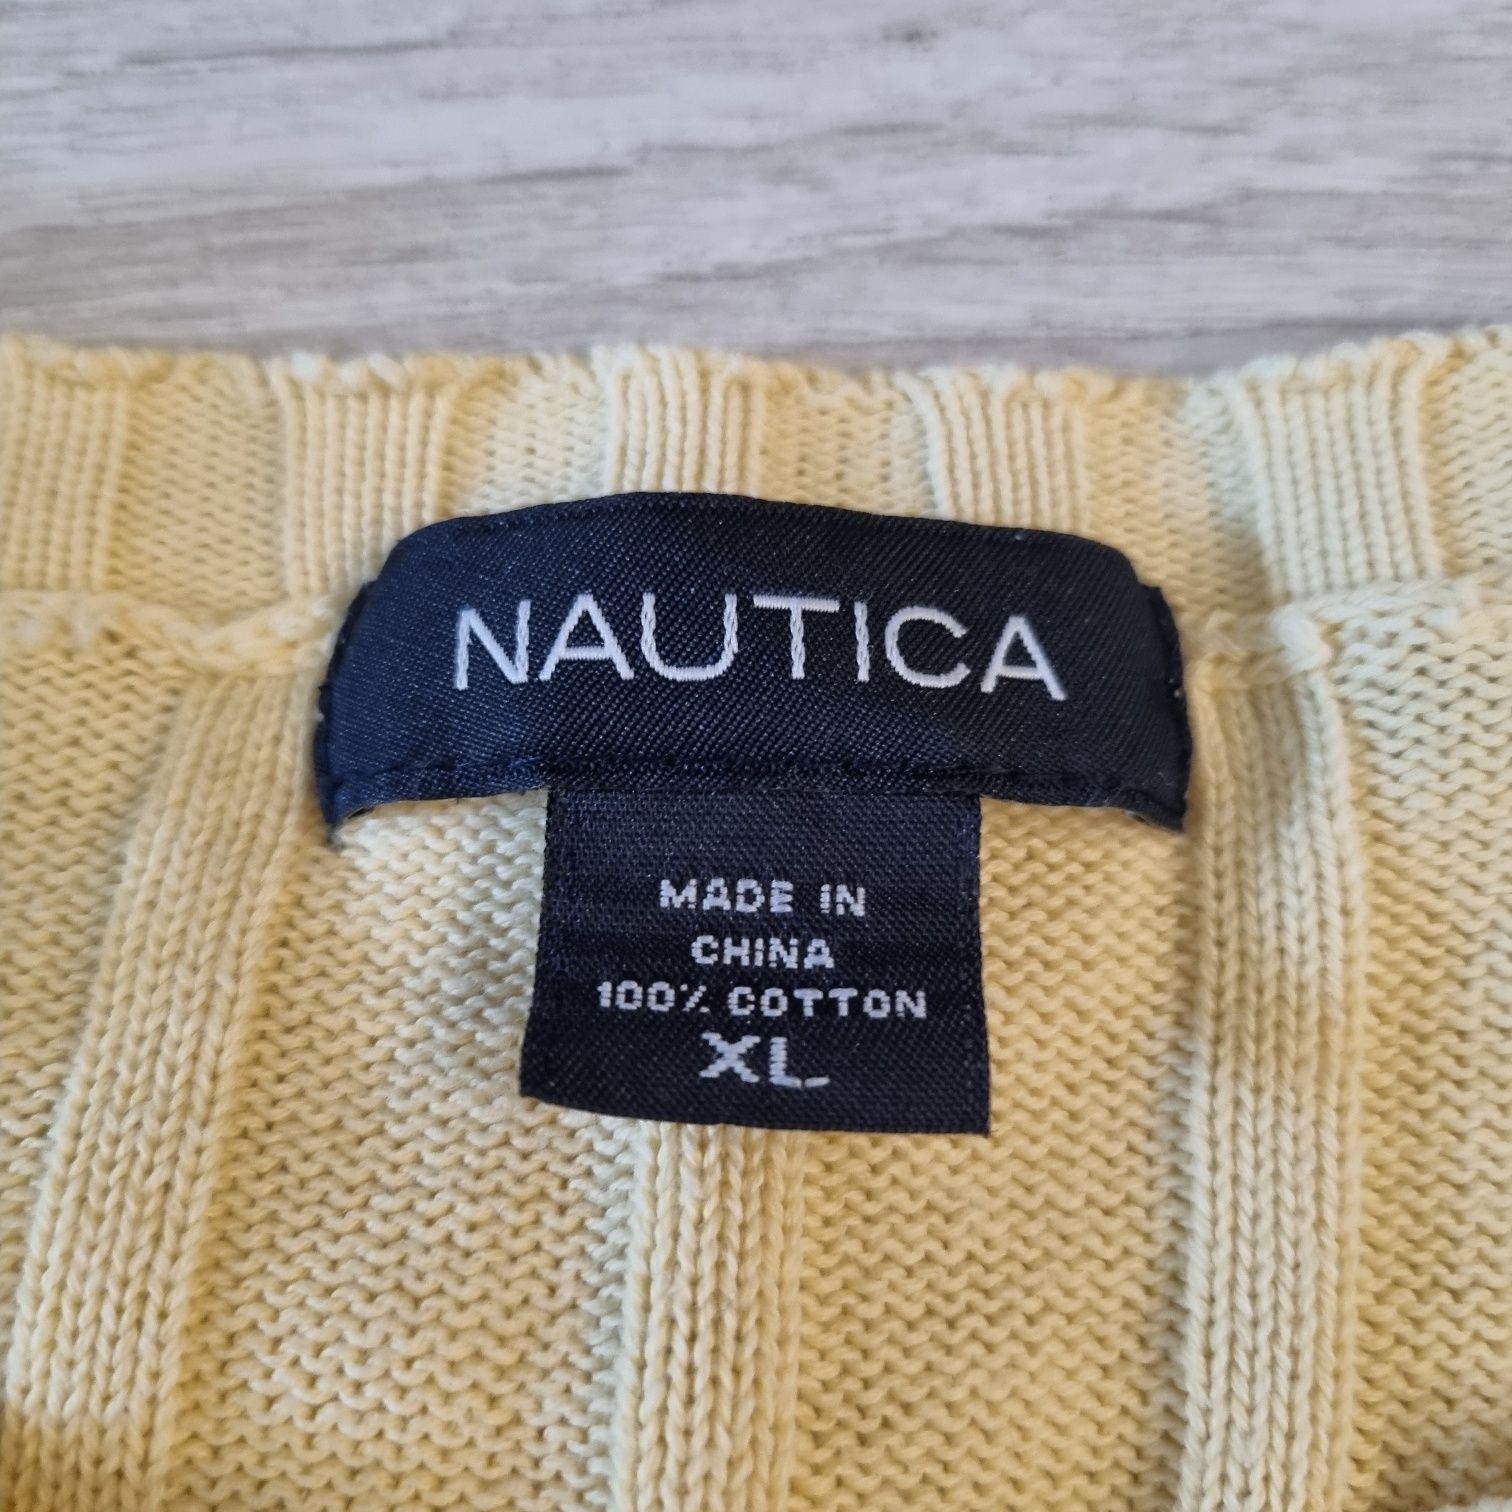 NAUTICA
MADE IN
CHINA
100% COTTON
XL